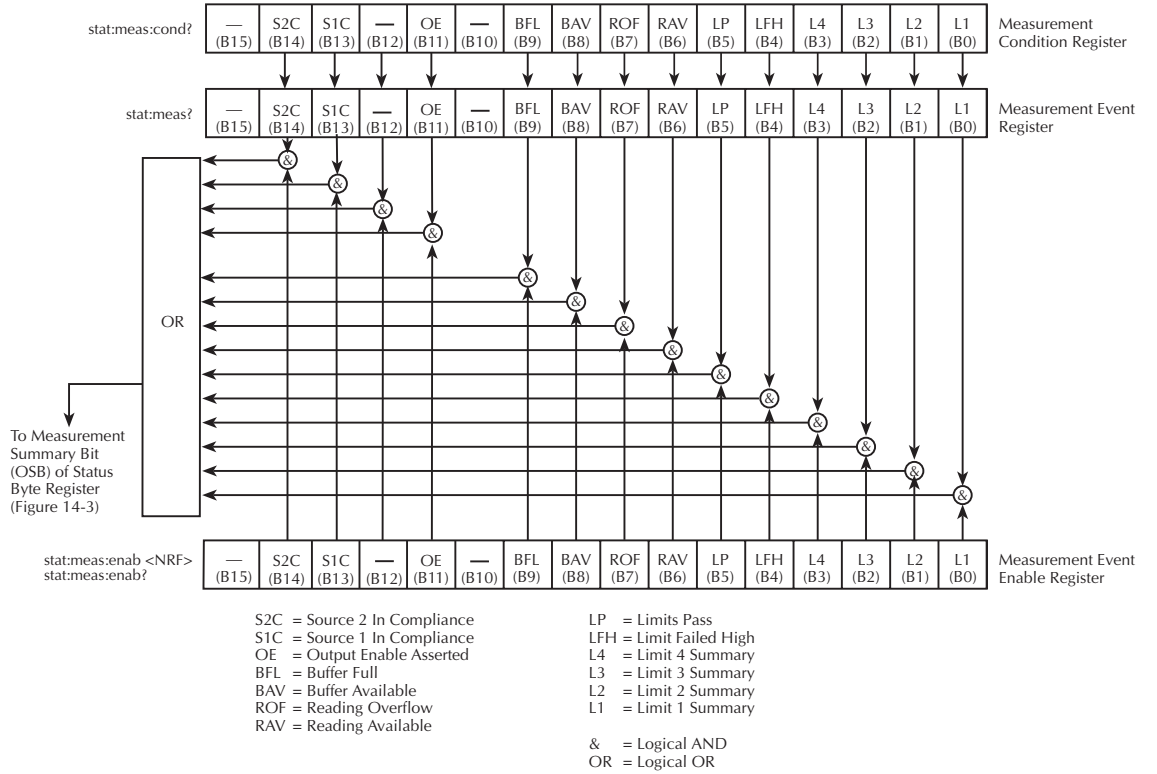 stat:meas:cond?
— S2C S1C — OE — BFL BAV ROF RAV LP LFH L4 L3 L2 L1
(B15) (B14) (B13) (B12) (B11) (B10) (B9) (B8) (B7) (B6) (B5) (B4) (B3) (B2) (B1) (B0)
Measurement
Condition Register
stat:meas?
— S2C S1C — OE — BFL BAV ROF RAV LP LFH L4 L3 L2 L1
(B15) (B14) (B13) (B12) (B11) (B10) (B9) (B8) (B7) (B6) (B5) (B4) (B3) (B2) (B1) (B0)
Measurement Event
Register
&
&
&
&
&
&
&
&
&
&
&
&
&
&
OR
To Measurement
Summary Bit
(OSB) of Status
Byte Register
(Figure 14-3)
stat:meas:enab <NRF>
stat:meas:enab?
— S2C S1C — OE — BFL BAV ROF RAV LP LFH L4 L3 L2 L1
(B15) (B14) (B13) (B12) (B11) (B10) (B9) (B8) (B7) (B6) (B5) (B4) (B3) (B2) (B1) (B0)
Measurement Event
Enable Register
S2C = Source 2 In Compliance
S1C = Source 1 In Compliance
OE = Output Enable Asserted
BFL = Buffer Full
BAV = Buffer Available
ROF = Reading Overflow
RAV = Reading Available
LP = Limits Pass
LFH = Limit Failed High
L4 = Limit 4 Summary
L3 = Limit 3 Summary
L2 = Limit 2 Summary
L1 = Limit 1 Summary
& = Logical AND
OR = Logical OR